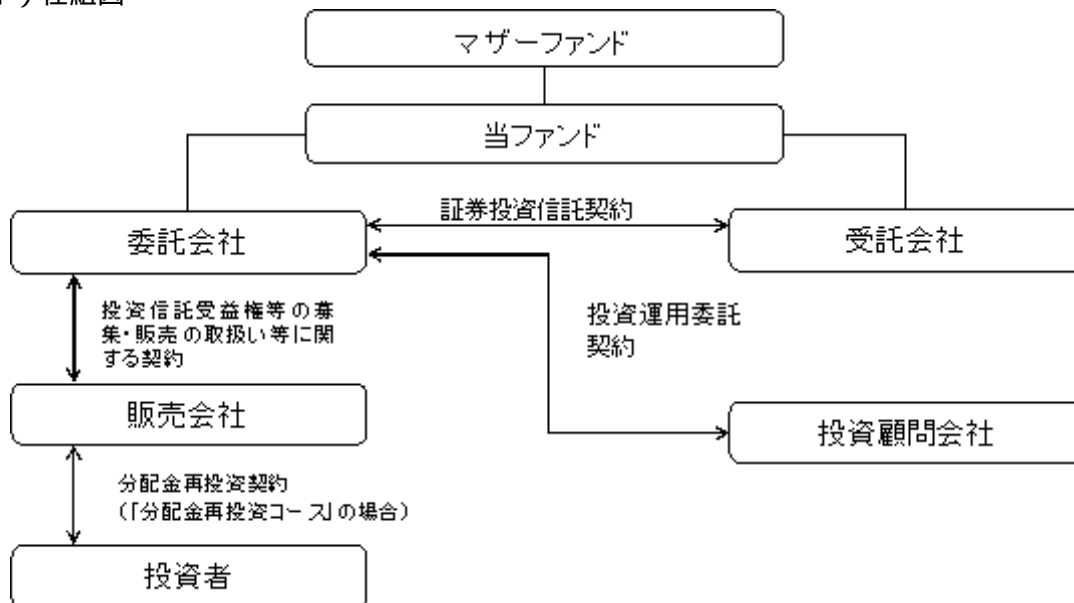 仕組図
マザーファンド
当ファンド
証券投資信託契約
委託会社
受託会社
投資信託受益権等の募
集・販売の取扱い等に関
する契約
投資運用委託
契約
販売会社
投資顧問会社
分配金再投資契約
(「分配金再投資コース」の場合)
投資者